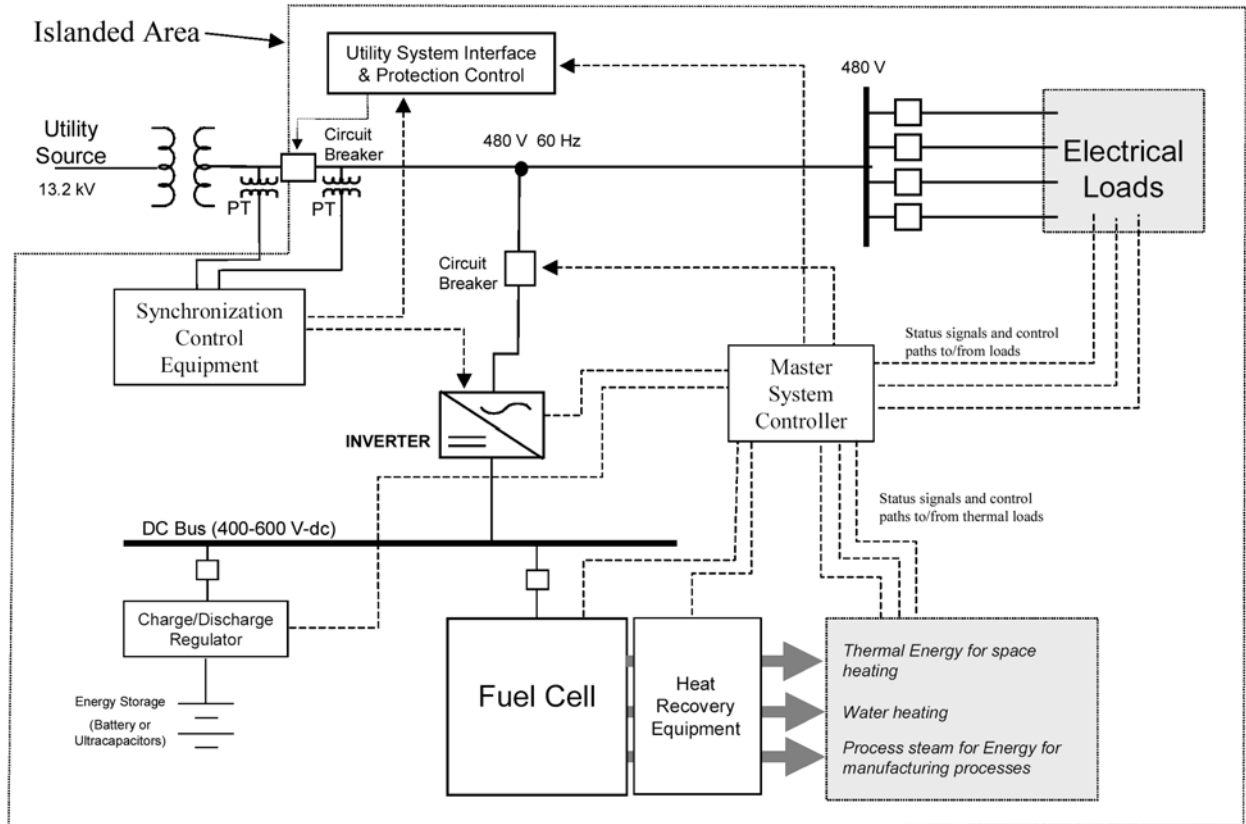 Islanded Area
Utility System Interface
& Protection Control
480 V
Utility
Source
13.2 kV
Circuit
Breaker
480 V 60 Hz
Electrical
Loads
PT
PT
Circuit
Breaker
Synchronization
Control
Equipment
Status signals and control
paths to/from loads
Master
System
Controller
INVERTER
Status signals and control
paths to/from thermal loads
DC Bus (400-600 V-dc)
Charge/Discharge
Regulator
Energy Storage
(Battery or
Ultracapacitors)
Fuel Cell
Heat
Recovery
Equipment
Thermal Energy for space
heating
Water heating
Process steam for Energy for
manufacturing processes